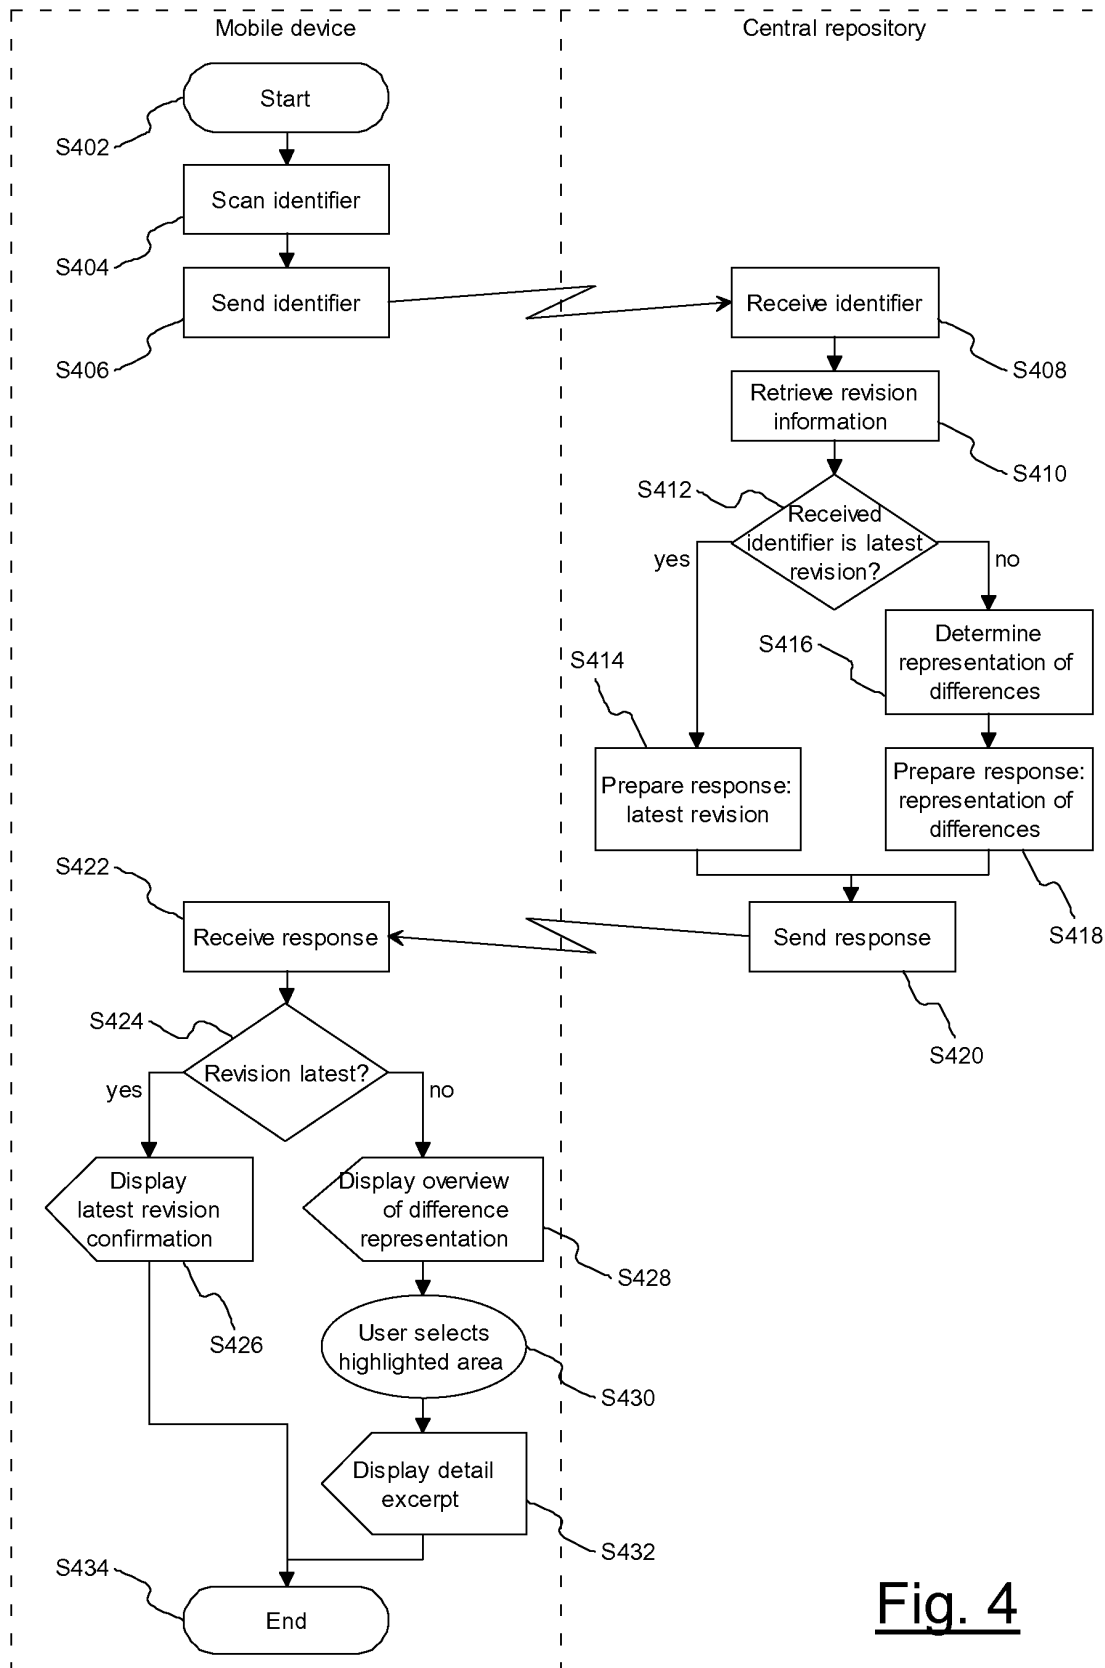 Mobile device
Central repository
Start
S402
Scan identifier
S404
Send identifier
S406
Receive identifier
S408
Retrieve revision
information
S410
S412
Received
identifier is latest
revision?
yes
no
S414
S416
Determine
representation of
differences
Prepare response:
latest revision
Prepare response:
representation of
differences
S418
S422
Receive response
Send response
S420
S424
Revision latest?
yes
no
Display
latest revision
confirmation
S426
Display overview
of difference
representation
S428
User selects
highlighted area
S430
Display detail
excerpt
S432
S434
End
Fig. 4